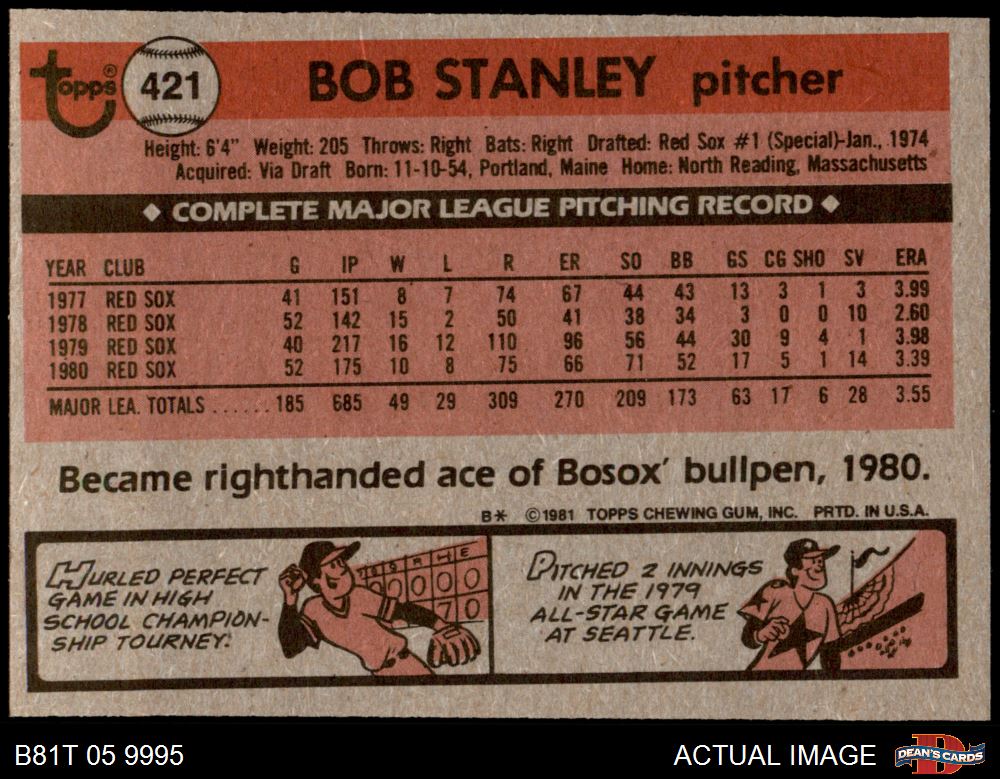 topps®
421
BOB STANLEY pitcher
Height: 6'4" Weight: 205 Throws: Right Bats: Right Drafted: Red Sox #1 (Special)-Jan., 1974
Acquired: Via Draft Born: 11-10-54, Portland, Maine Home: North Reading, Massachusetts
◆ COMPLETE MAJOR LEAGUE PITCHING RECORD ◆
YEAR CLUB G IP W L R ER SO BB GS CG SHO SV ERA
1977 RED SOX 41 151 8 7 74 67 44 43 13 3 1 3 3.99
1978 RED SOX 52 142 15 2 50 41 38 34 3 0 0 10 2.60
1979 RED SOX 40 217 16 12 110 96 56 44 30 9 4 1 3.98
1980 RED SOX 52 175 10 8 75 66 71 52 17 5 1 14 3.39
MAJOR LEA. TOTALS ...... 185 685 49 29 309 270 209 173 63 17 6 28 3.55
Became righthanded ace of Bosox' bullpen, 1980.
B* ©1981 TOPPS CHEWING GUM, INC. PRTD. IN U.S.A.
HURLED PERFECT
GAME IN HIGH
SCHOOL CHAMPION-
SHIP TOURNEY.
R H E
0 0 0
7 0
PITCHED 2 INNINGS
IN THE 1979
ALL-STAR GAME
AT SEATTLE.
B81T 05 9995
ACTUAL IMAGE
DEAN'S CARDS